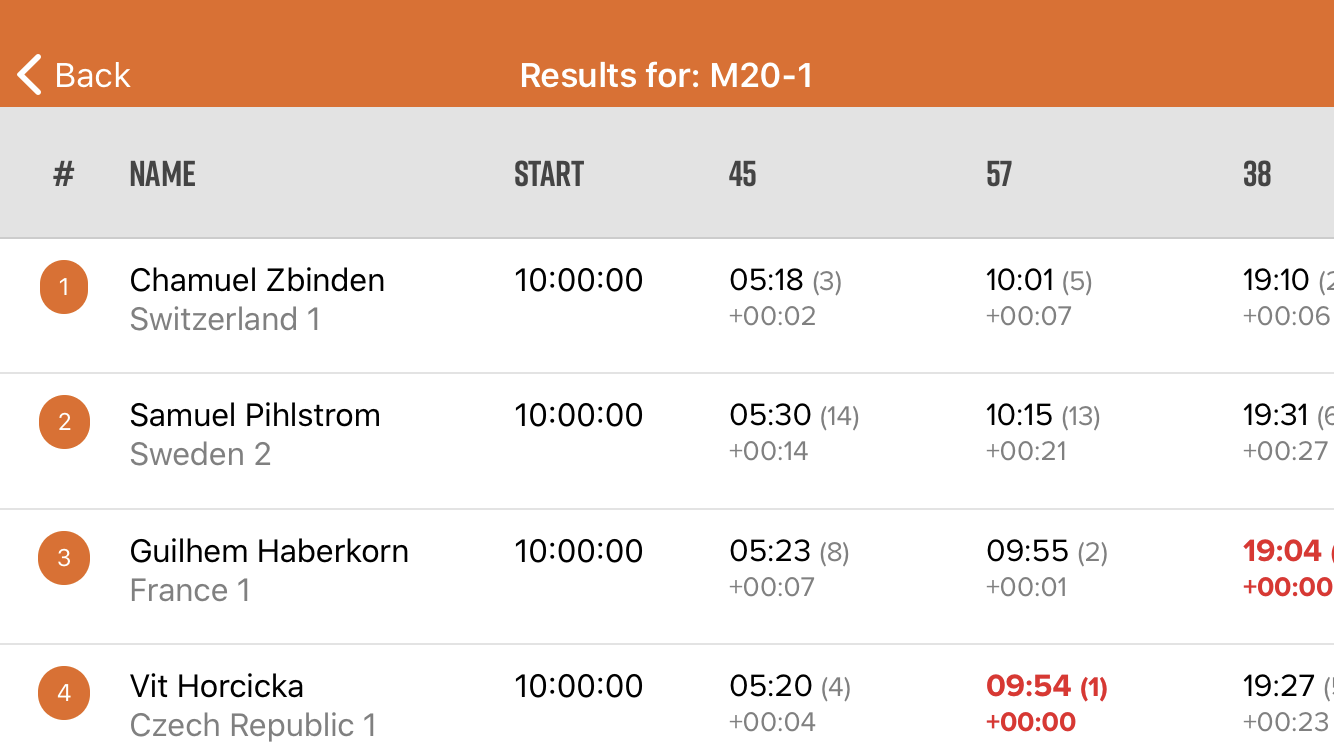 Back Results for: M20-1
# NAME START 45 57 38
1 Chamuel Zbinden 10:00:00 05:18 (3) 10:01 (5) 19:10
Switzerland 1 +00:02 +00:07 +00:06
2 Samuel Pihlstrom 10:00:00 05:30 (14) 10:15 (13) 19:31
Sweden 2 +00:14 +00:21 +00:27
3 Guilhem Haberkorn 10:00:00 05:23 (8) 09:55 (2) 19:04
France 1 +00:07 +00:01 +00:00
4 Vit Horcicka 10:00:00 05:20 (4) 09:54 (1) 19:27
Czech Republic 1 +00:04 +00:00 +00:23